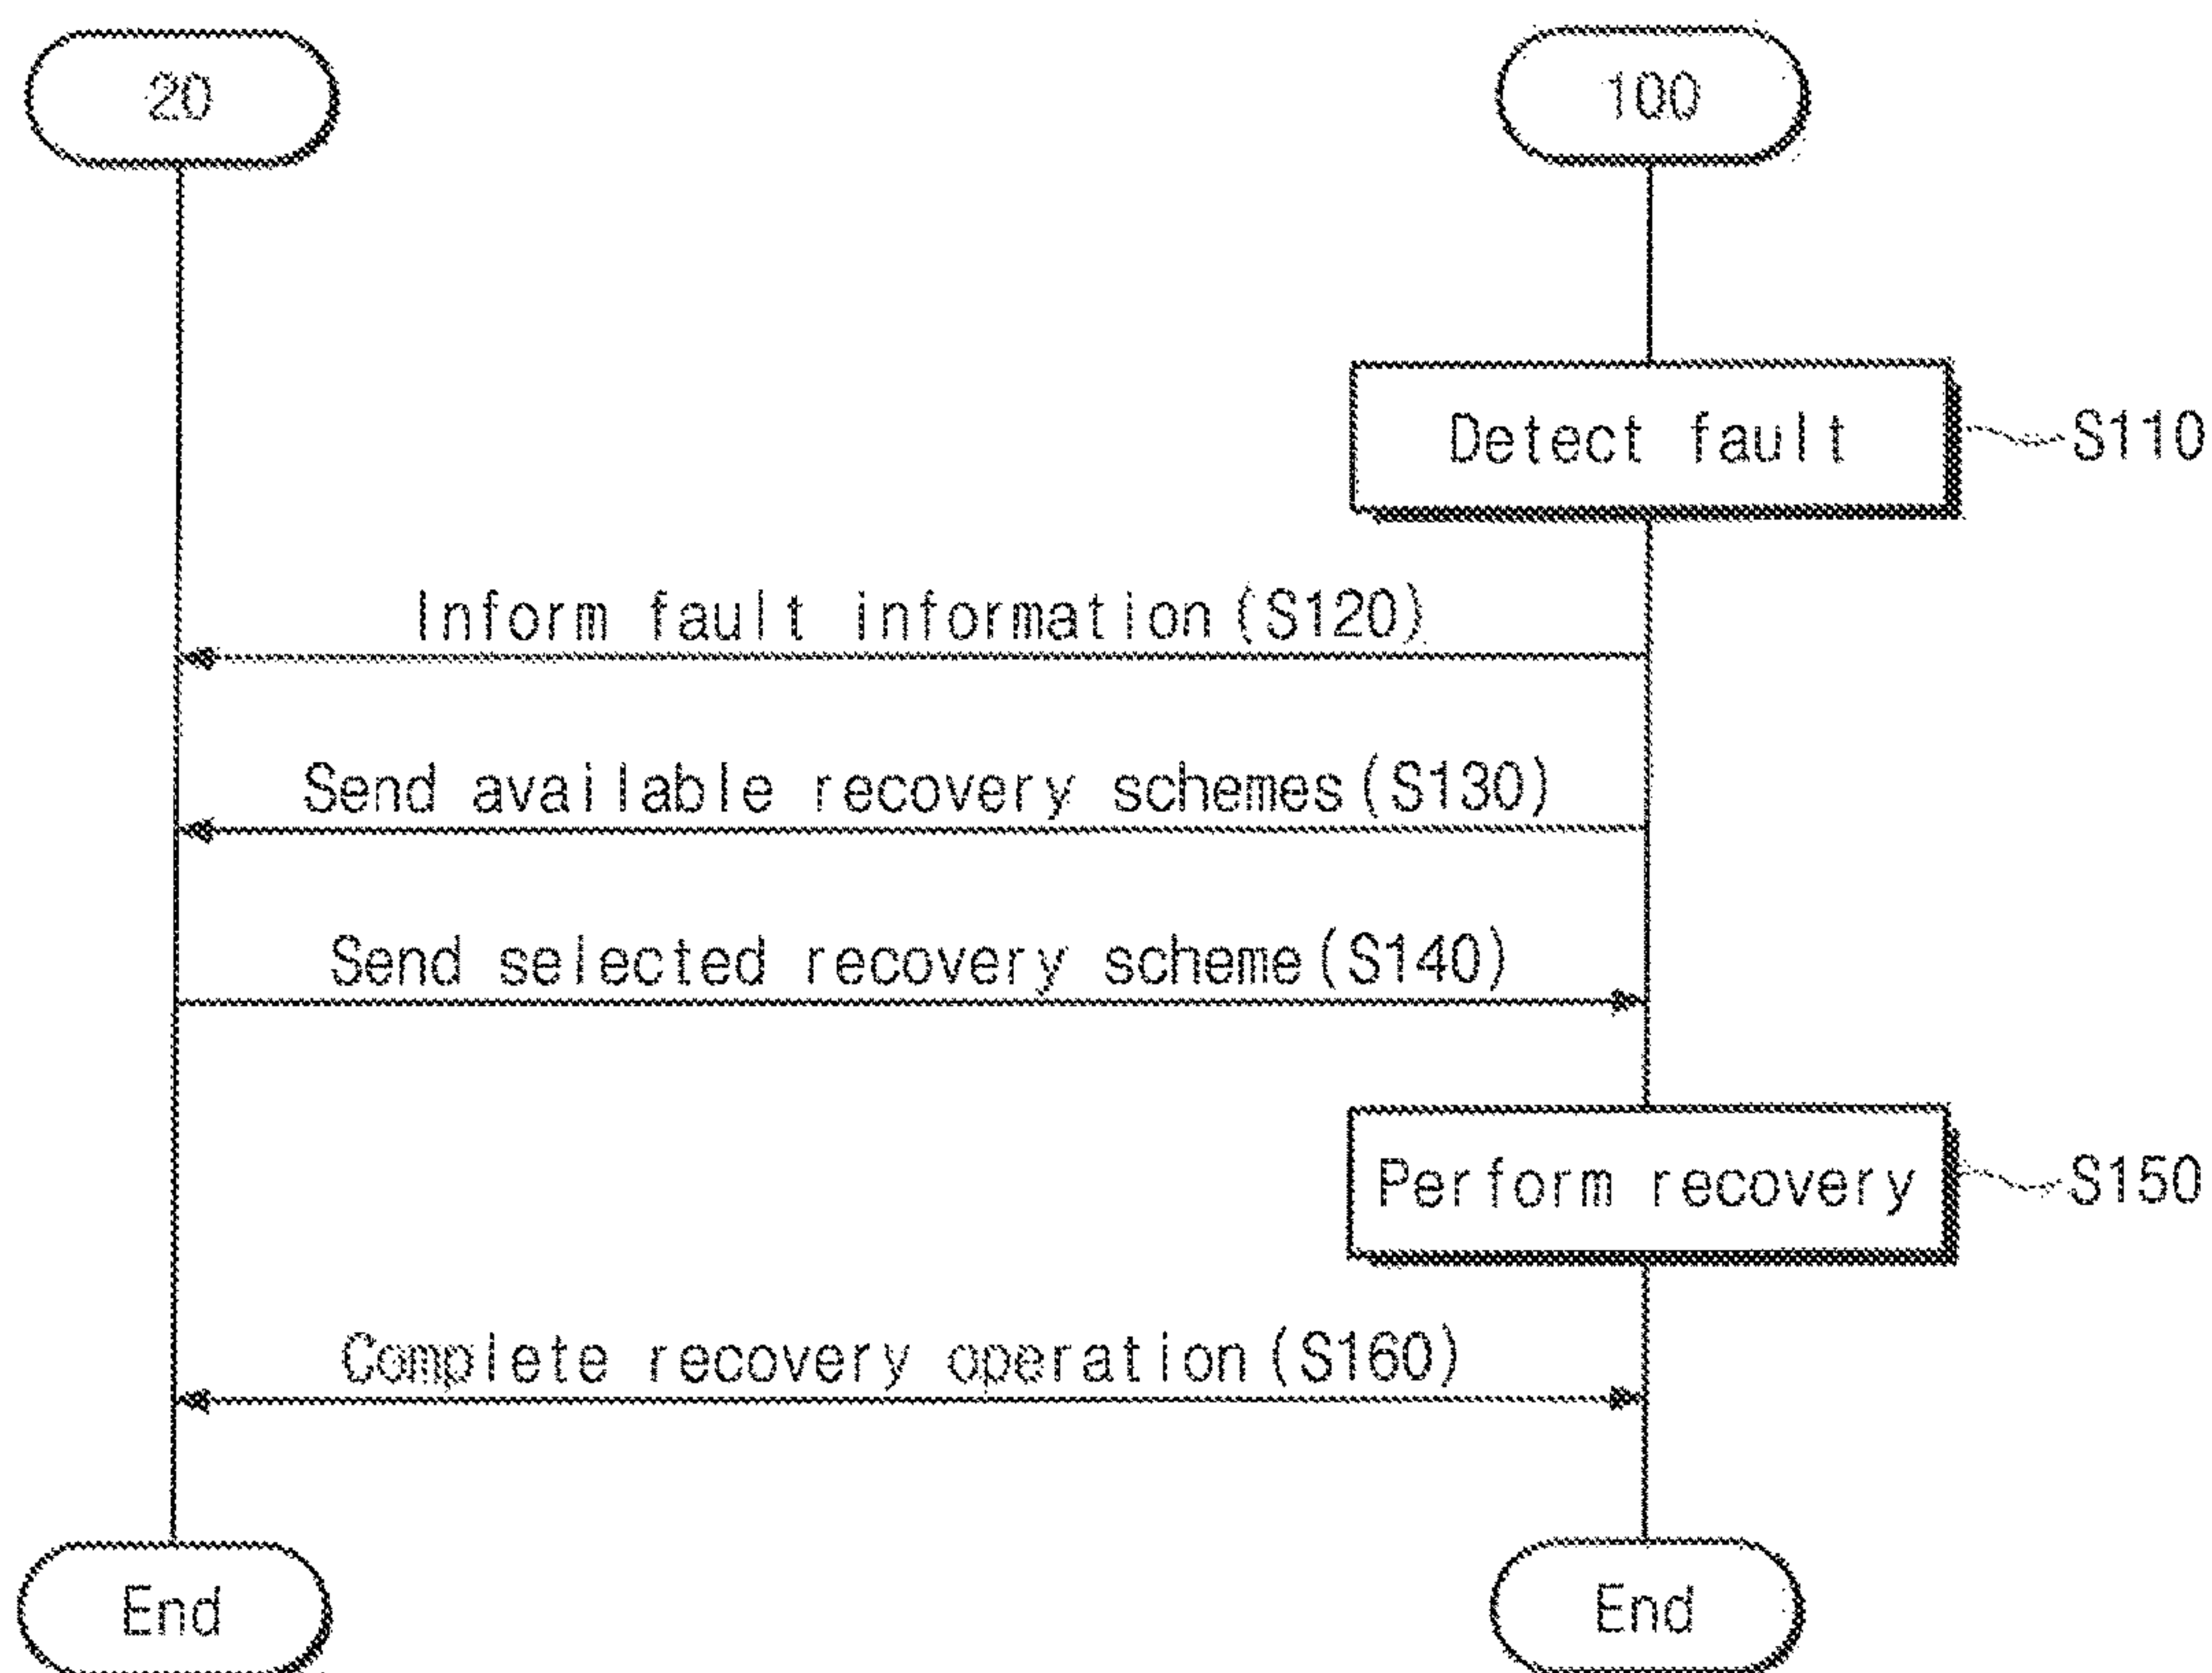 20
100
Detect fault
S110
Inform fault information(S120)
Send available recovery schemes(S130)
Send selected recovery scheme(S140)
Perform recovery
S150
Complete recovery operation(S160)
End
End